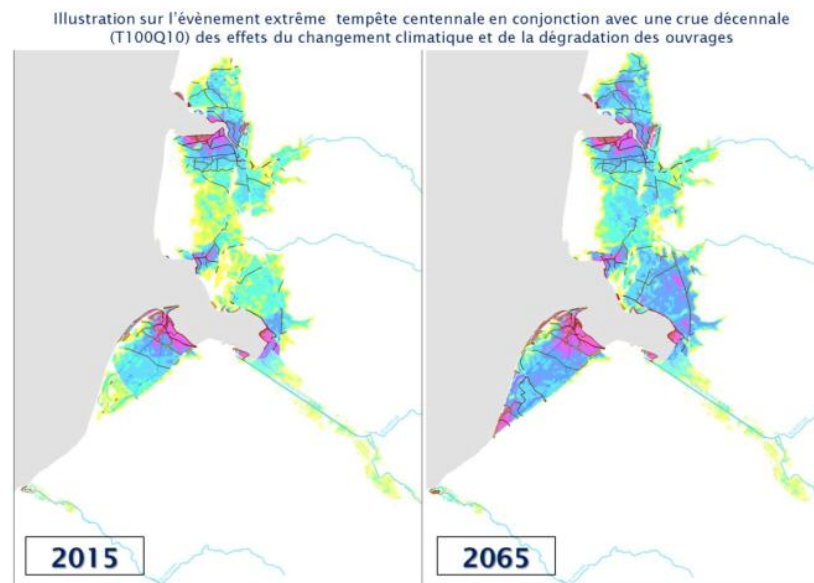 Illustration sur l'évènement extrême tempête centennale en conjonction avec une crue décennale
(T100Q10) des effets du changement climatique et de la dégradation des ouvrages
2015
2065